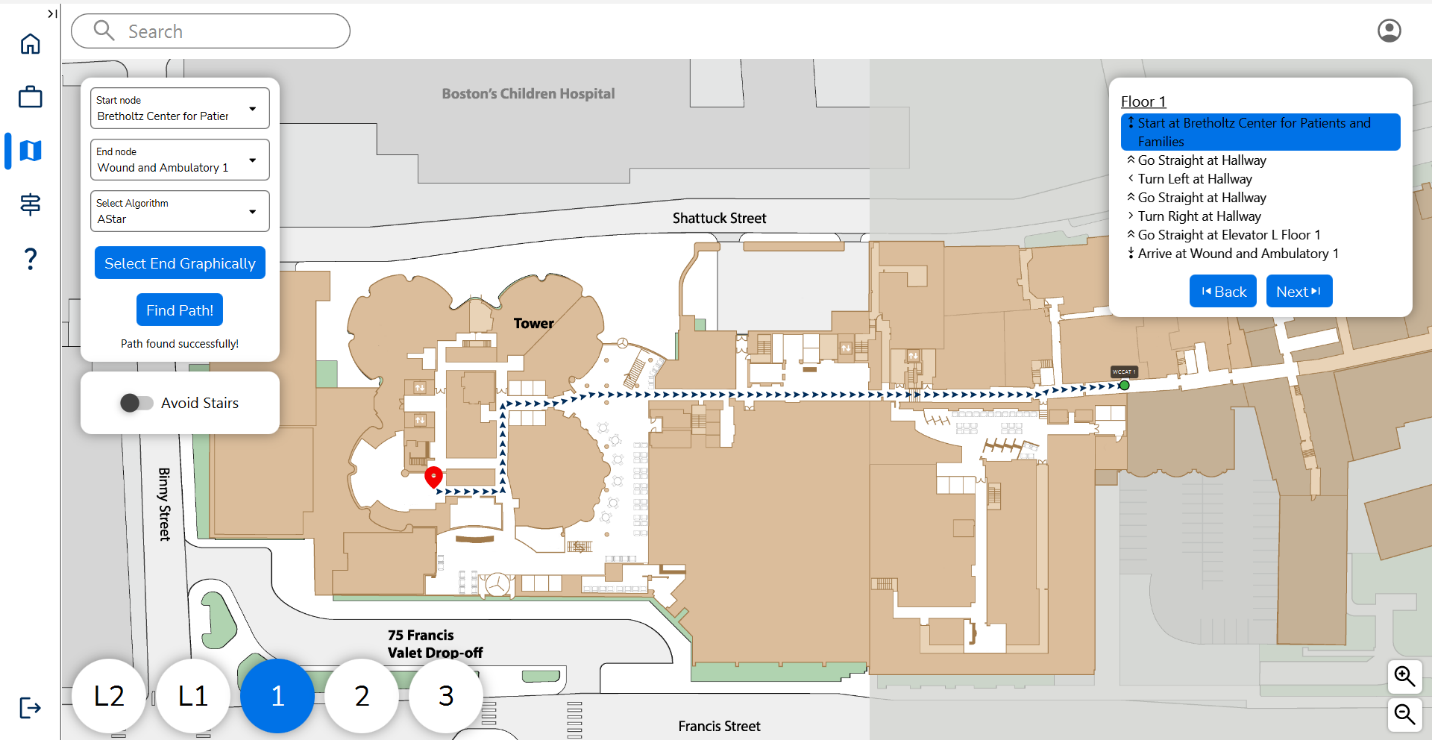 Search
Start node
Bretholtz Center for Patier
End node
Wound and Ambulatory 1
Select Algorithm
AStar
Select End Graphically
Find Path!
Path found successfully!
Avoid Stairs
Boston's Children Hospital
Shattuck Street
Tower
WCCAT 1
Binny Street
75 Francis
Valet Drop-off
Francis Street
Floor 1
Start at Bretholtz Center for Patients and
Families
Go Straight at Hallway
Turn Left at Hallway
Go Straight at Hallway
Turn Right at Hallway
Go Straight at Elevator L Floor 1
Arrive at Wound and Ambulatory 1
Back
Next
L2
L1
1
2
3